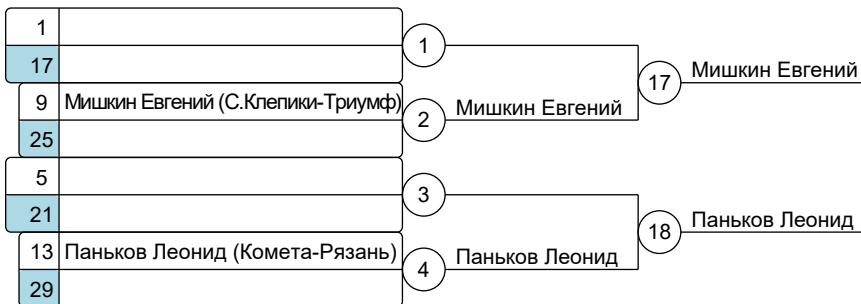 1
17
1
9 Мишкин Евгений (С.Клепики-Триумф)
25
2
Мишкин Евгений
17
Мишкин Евгений
5
21
3
13 Паньков Леонид (Комета-Рязань)
29
4
Паньков Леонид
18
Паньков Леонид